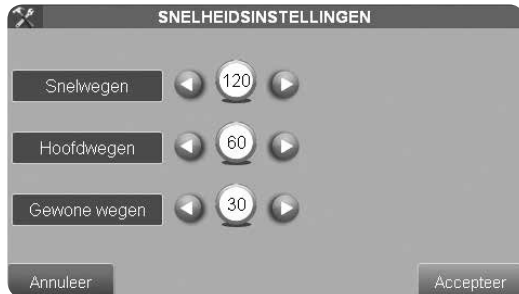 SNELHEIDSINSTELLINGEN
Snelwegen 120
Hoofdwegen 60
Gewone wegen 30
Annuleer Accepteer